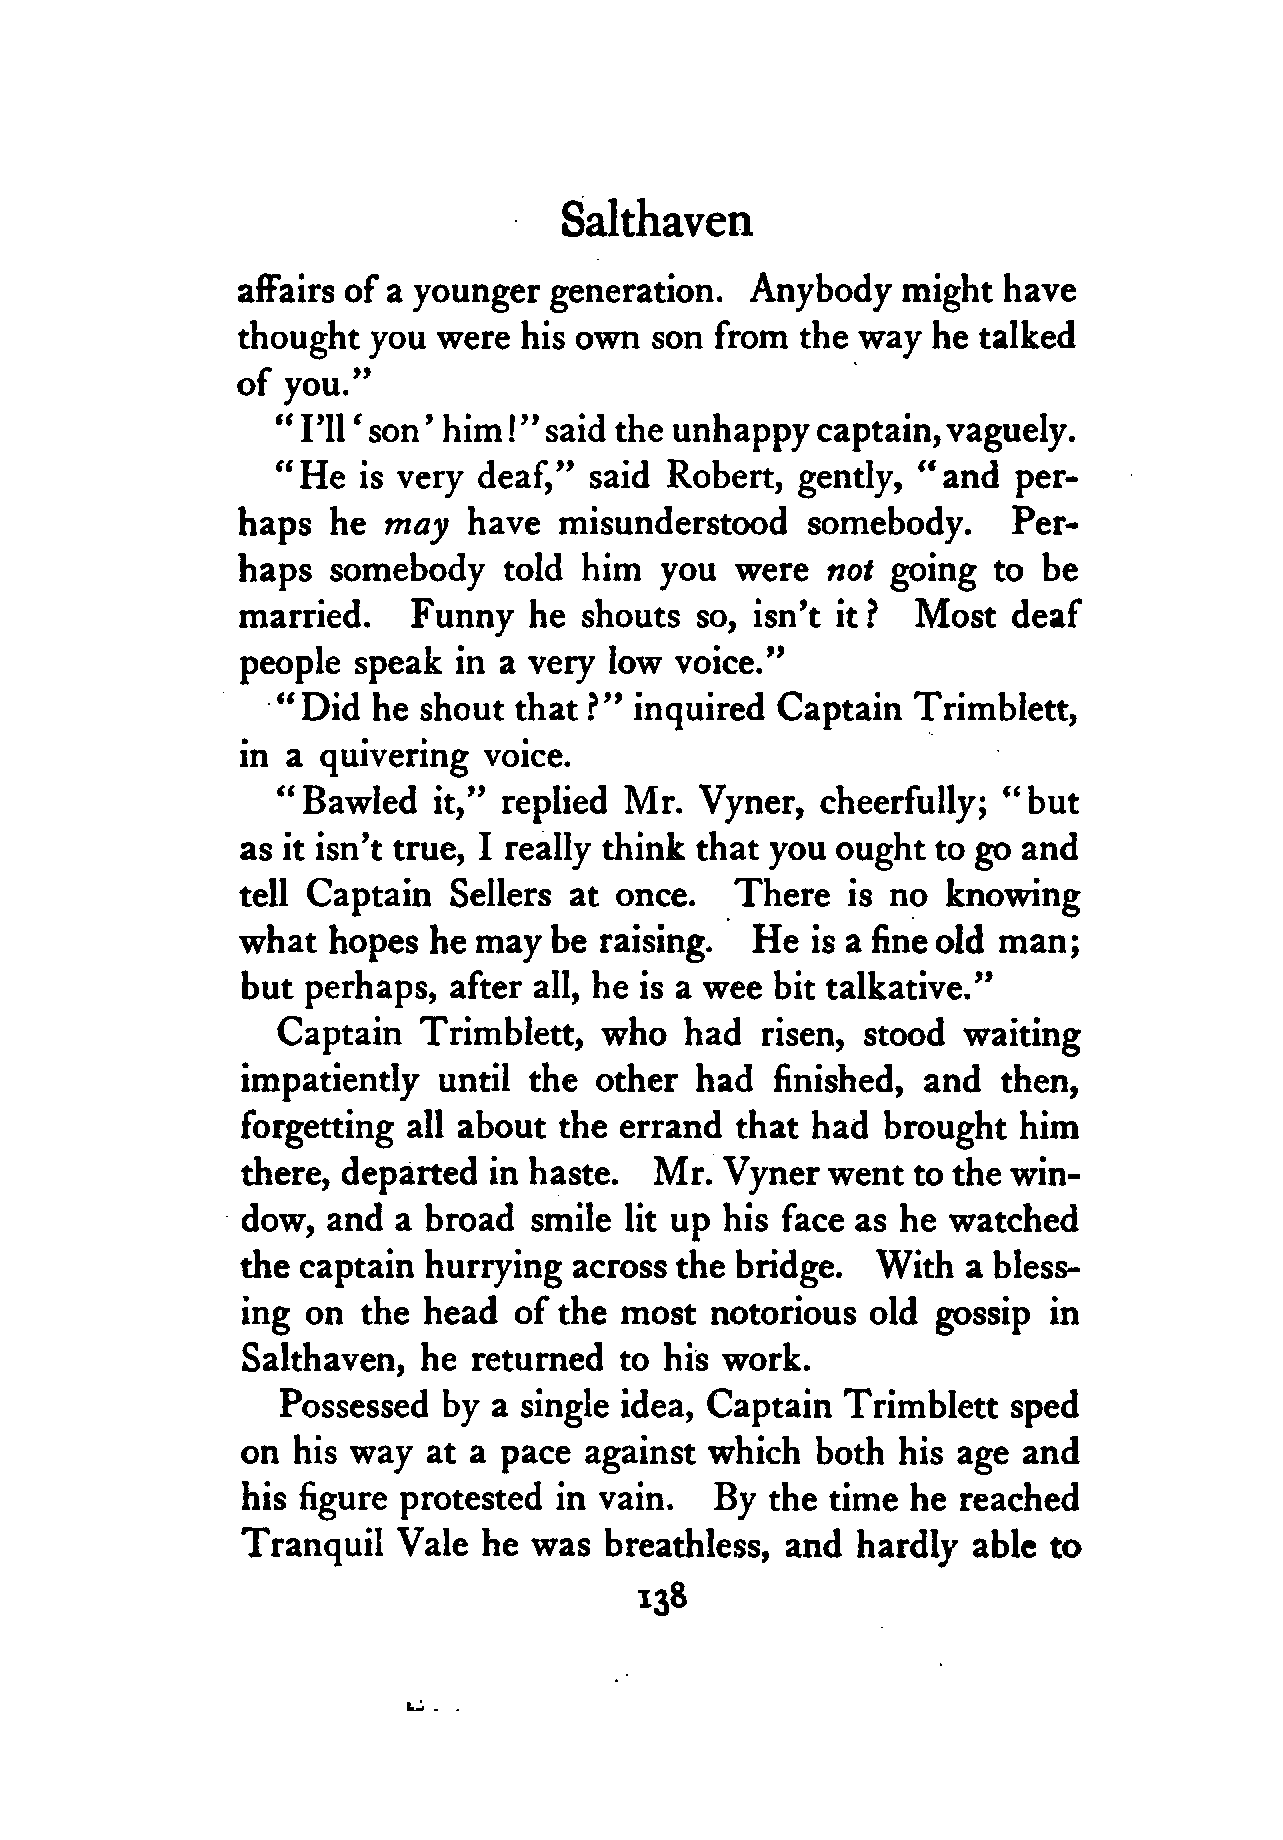 Salthaven
affairs of a younger generation. Anybody might have
thought you were his own son from the way he talked
of you."
"I'll 'son' him!" said the unhappy captain, vaguely.
"He is very deaf," said Robert, gently, "and per-
haps he may have misunderstood somebody. Per-
haps somebody told him you were not going to be
married. Funny he shouts so, isn't it? Most deaf
people speak in a very low voice."
"Did he shout that?" inquired Captain Trimblett,
in a quivering voice.
"Bawled it," replied Mr. Vyner, cheerfully; "but
as it isn't true, I really think that you ought to go and
tell Captain Sellers at once. There is no knowing
what hopes he may be raising. He is a fine old man;
but perhaps, after all, he is a wee bit talkative."
Captain Trimblett, who had risen, stood waiting
impatiently until the other had finished, and then,
forgetting all about the errand that had brought him
there, departed in haste. Mr. Vyner went to the win-
dow, and a broad smile lit up his face as he watched
the captain hurrying across the bridge. With a bless-
ing on the head of the most notorious old gossip in
Salthaven, he returned to his work.
Possessed by a single idea, Captain Trimblett sped
on his way at a pace against which both his age and
his figure protested in vain. By the time he reached
Tranquil Vale he was breathless, and hardly able to
138